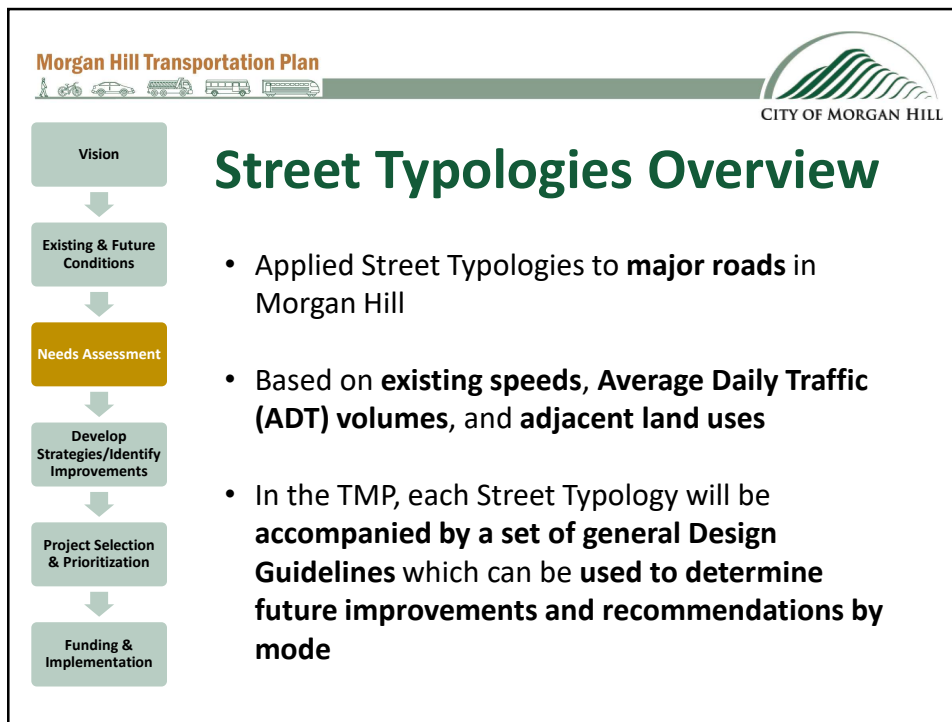 Morgan Hill Transportation Plan
CITY OF MORGAN HILL
Vision
Existing & Future
Conditions
Needs Assessment
Develop
Strategies/Identify
Improvements
Project Selection
& Prioritization
Funding &
Implementation
Street Typologies Overview
• Applied Street Typologies to major roads in
Morgan Hill
• Based on existing speeds, Average Daily Traffic
(ADT) volumes, and adjacent land uses
• In the TMP, each Street Typology will be
accompanied by a set of general Design
Guidelines which can be used to determine
future improvements and recommendations by
mode